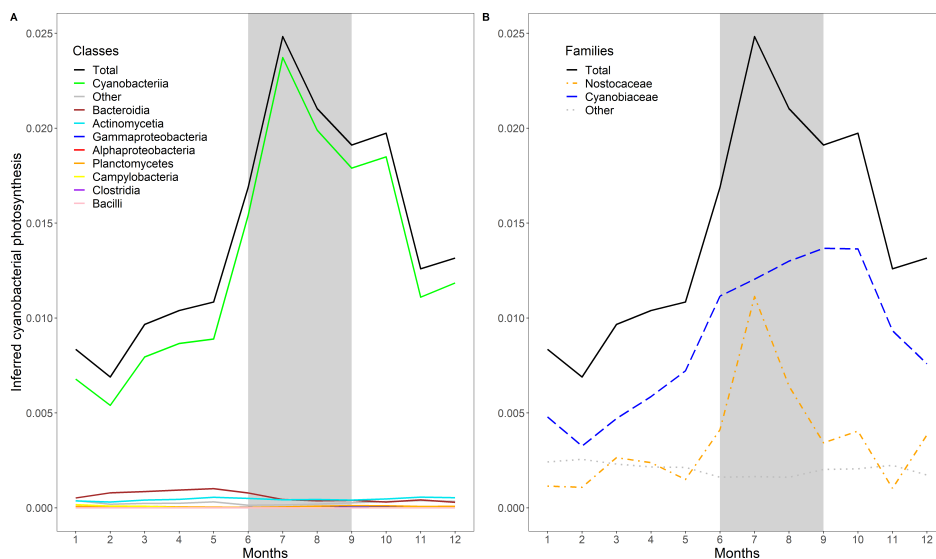 A
B
Inferred cyanobacterial photosynthesis
0.025
0.020
0.015
0.010
0.005
0.000
Classes
Total
Cyanobacteriia
Other
Bacteroidia
Actinomycetia
Gammaproteobacteria
Alphaproteobacteria
Planctomycetes
Campylobacteria
Clostridia
Bacilli
1 2 3 4 5 6 7 8 9 10 11 12
Months
0.025
0.020
0.015
0.010
0.005
0.000
Families
Total
Nostocaceae
Cyanobiaceae
Other
1 2 3 4 5 6 7 8 9 10 11 12
Months